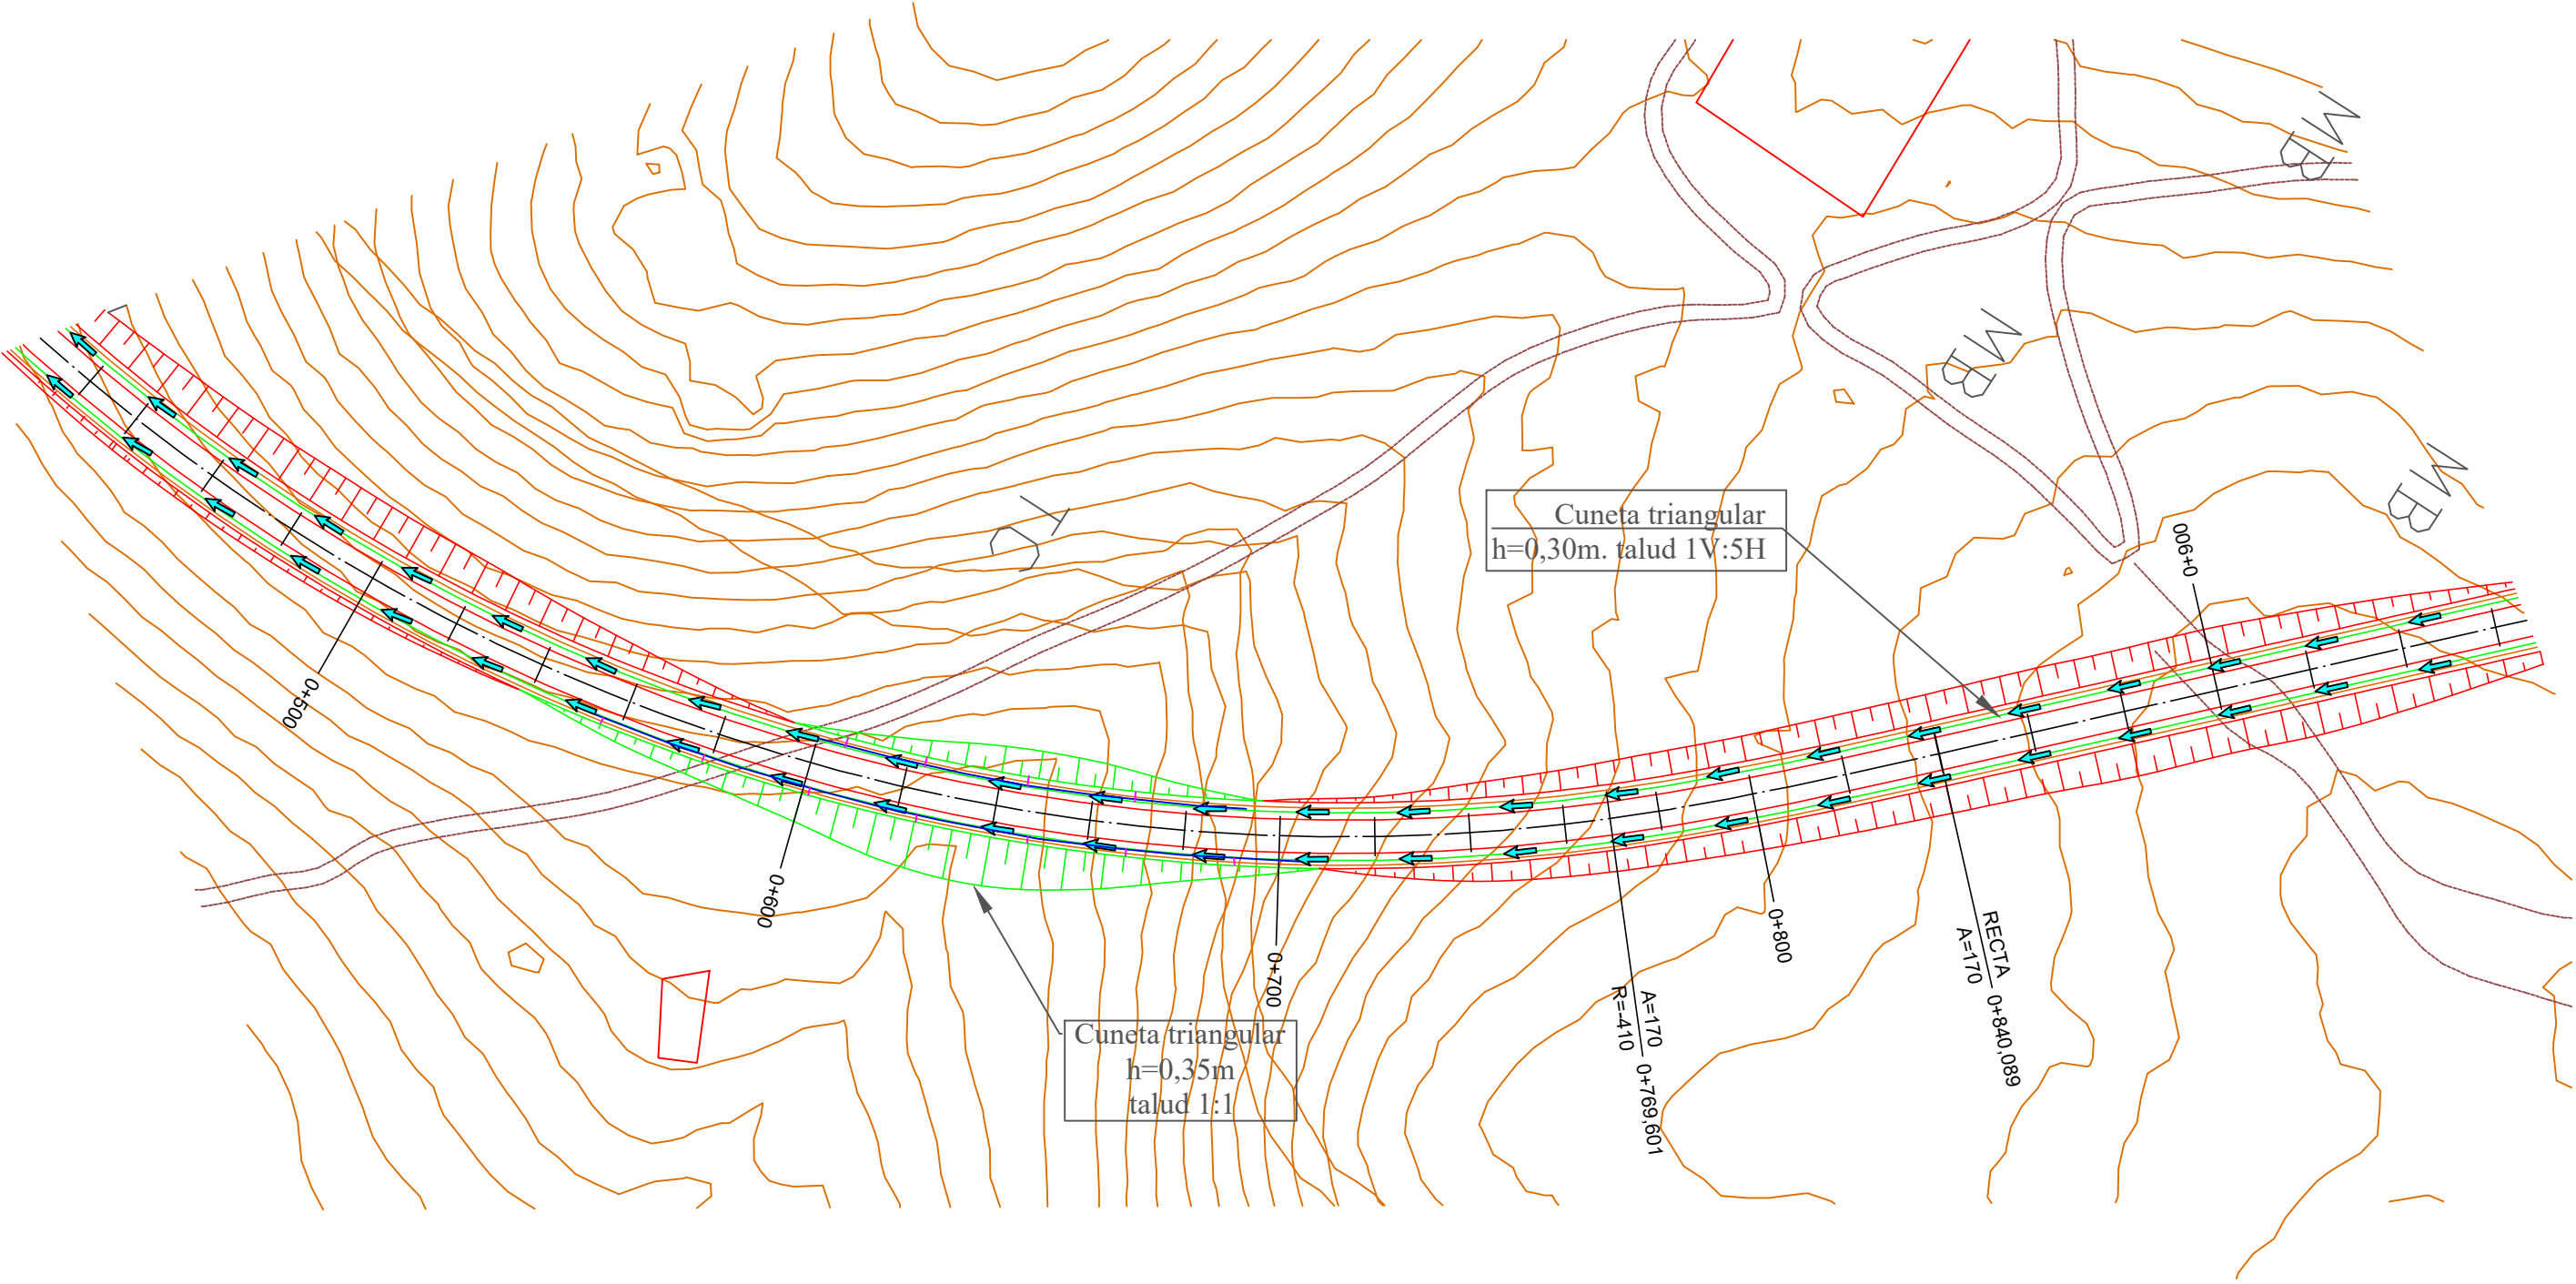 Cuneta triangular
h=0,30m. talud 1V:5H
0+900
0+500
0+600
0+700
0+800
RECTA
A=170
0+840,089
A=170
R=-410
0+769,601
Cuneta triangular
h=0,35m
talud 1:1